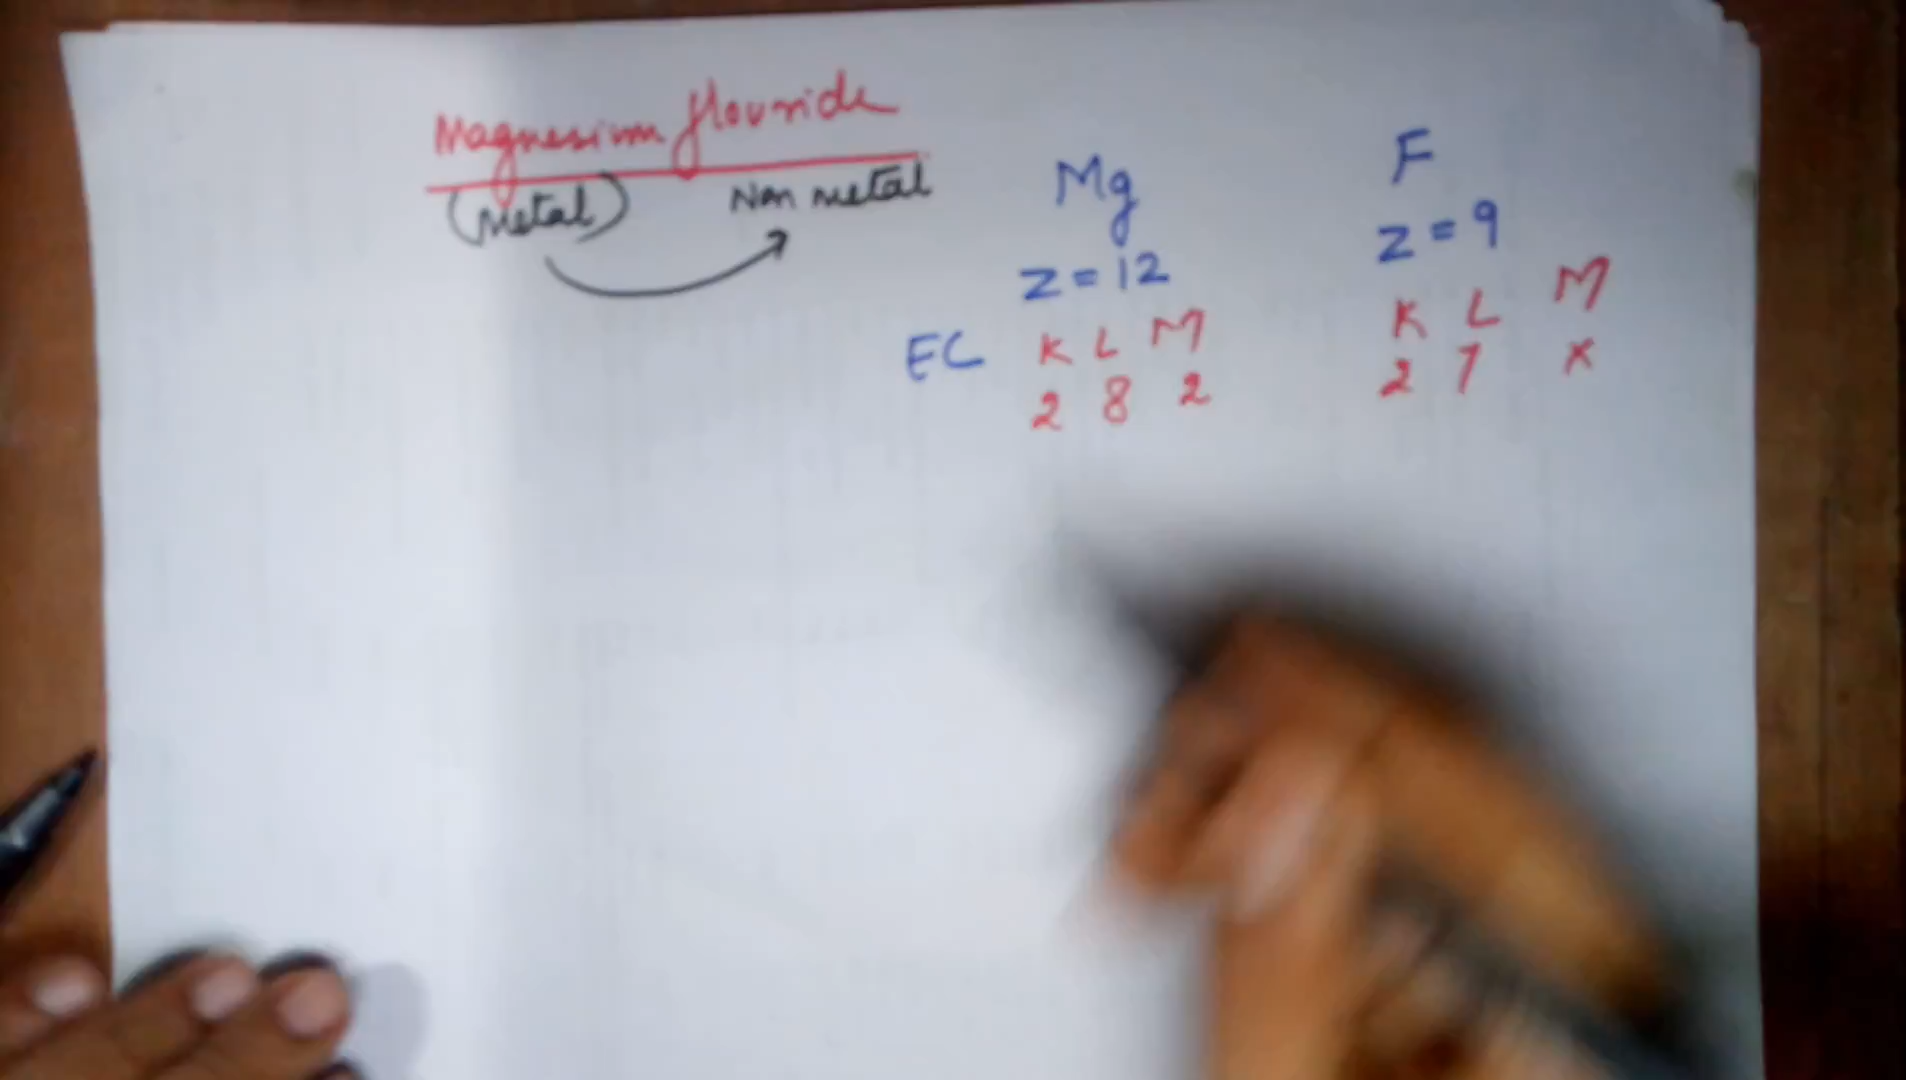 Magnesium flouride
(Metal) Non metal
Mg
Z = 12
EC K L M
2 8 2
F
Z = 9
K L M
2 7 x